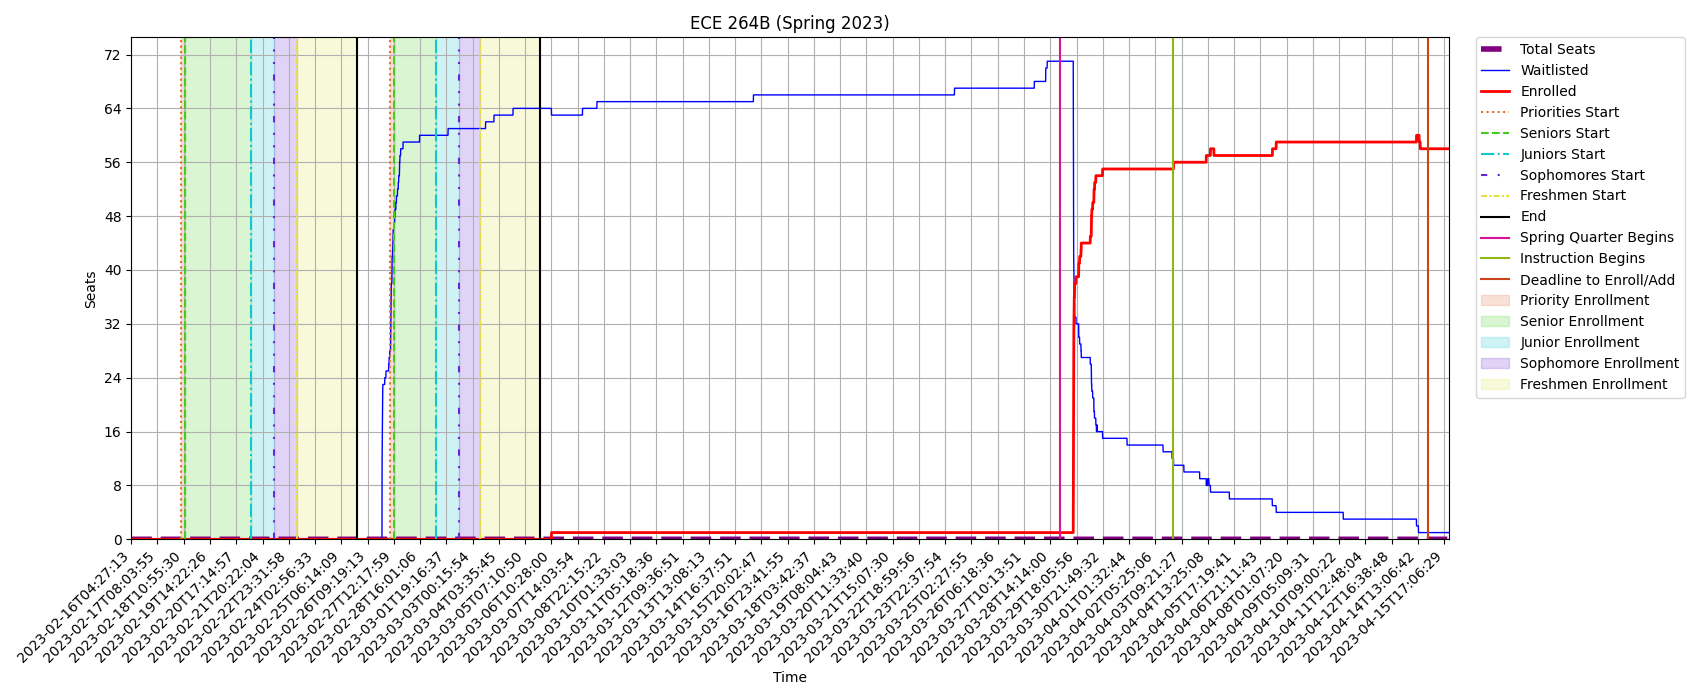 ECE 264B (Spring 2023)
72
64
56
48
40
32
24
16
8
0
Seats
2023-02-16T04:27:13
2023-02-17T08:03:55
2023-02-18T10:55:30
2023-02-19T14:22:26
2023-02-20T17:14:57
2023-02-21T20:22:04
2023-02-22T23:31:58
2023-02-24T02:56:33
2023-02-25T06:14:09
2023-02-26T09:19:13
2023-02-27T12:17:59
2023-02-28T16:01:06
2023-03-01T19:16:37
2023-03-03T00:15:54
2023-03-04T03:35:45
2023-03-05T07:10:50
2023-03-06T10:28:00
2023-03-07T14:03:54
2023-03-08T22:15:22
2023-03-10T01:33:03
2023-03-11T05:18:36
2023-03-12T09:36:51
2023-03-13T13:08:13
2023-03-14T16:37:51
2023-03-15T20:02:47
2023-03-16T23:41:55
2023-03-18T03:42:37
2023-03-19T08:04:43
2023-03-20T11:33:40
2023-03-21T15:07:30
2023-03-22T18:59:56
2023-03-23T22:37:54
2023-03-25T02:27:55
2023-03-26T06:18:36
2023-03-27T10:13:51
2023-03-28T14:14:00
2023-03-29T18:05:56
2023-03-30T21:49:32
2023-04-01T01:32:44
2023-04-02T05:25:06
2023-04-03T09:21:27
2023-04-04T13:25:08
2023-04-05T17:19:41
2023-04-06T21:11:43
2023-04-08T01:07:20
2023-04-09T05:09:31
2023-04-10T09:00:22
2023-04-11T12:48:04
2023-04-12T16:38:48
2023-04-14T13:06:42
2023-04-15T17:06:29
Time
Total Seats
Waitlisted
Enrolled
Priorities Start
Seniors Start
Juniors Start
Sophomores Start
Freshmen Start
End
Spring Quarter Begins
Instruction Begins
Deadline to Enroll/Add
Priority Enrollment
Senior Enrollment
Junior Enrollment
Sophomore Enrollment
Freshmen Enrollment